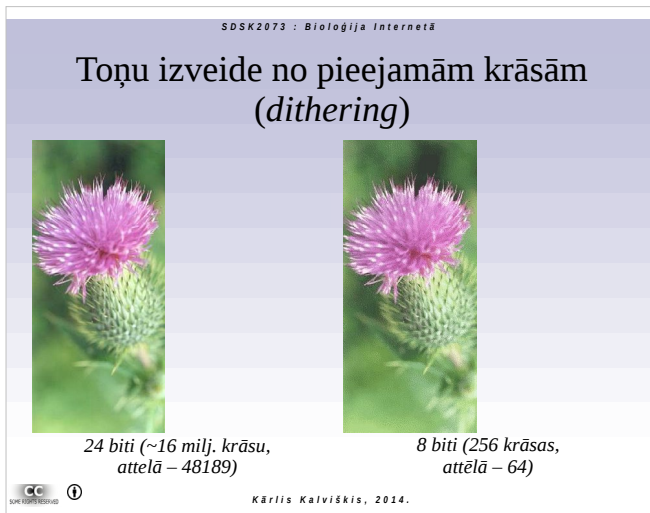 SDSK2073 : Bioloģija Internetā
Toņu izveide no pieejamām krāsām
(dithering)
24 biti (~16 milj. krāsu,
attelā – 48189)
8 biti (256 krāsas,
attēlā – 64)
CC
SOME RIGHTS RESERVED
Kārlis Kalviškis, 2014.